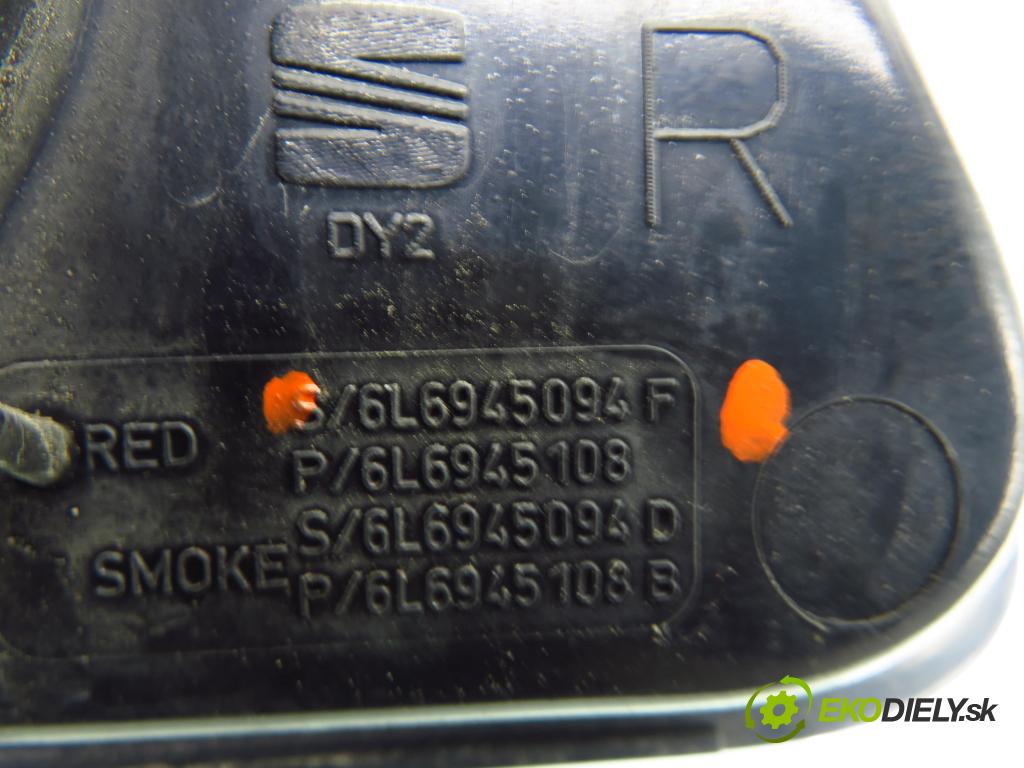 R
DY2
RED
S/6L6945094 F
P/6L6945108
SMOKE
S/6L6945094 D
P/6L6945108 B
EKODIELY.sk